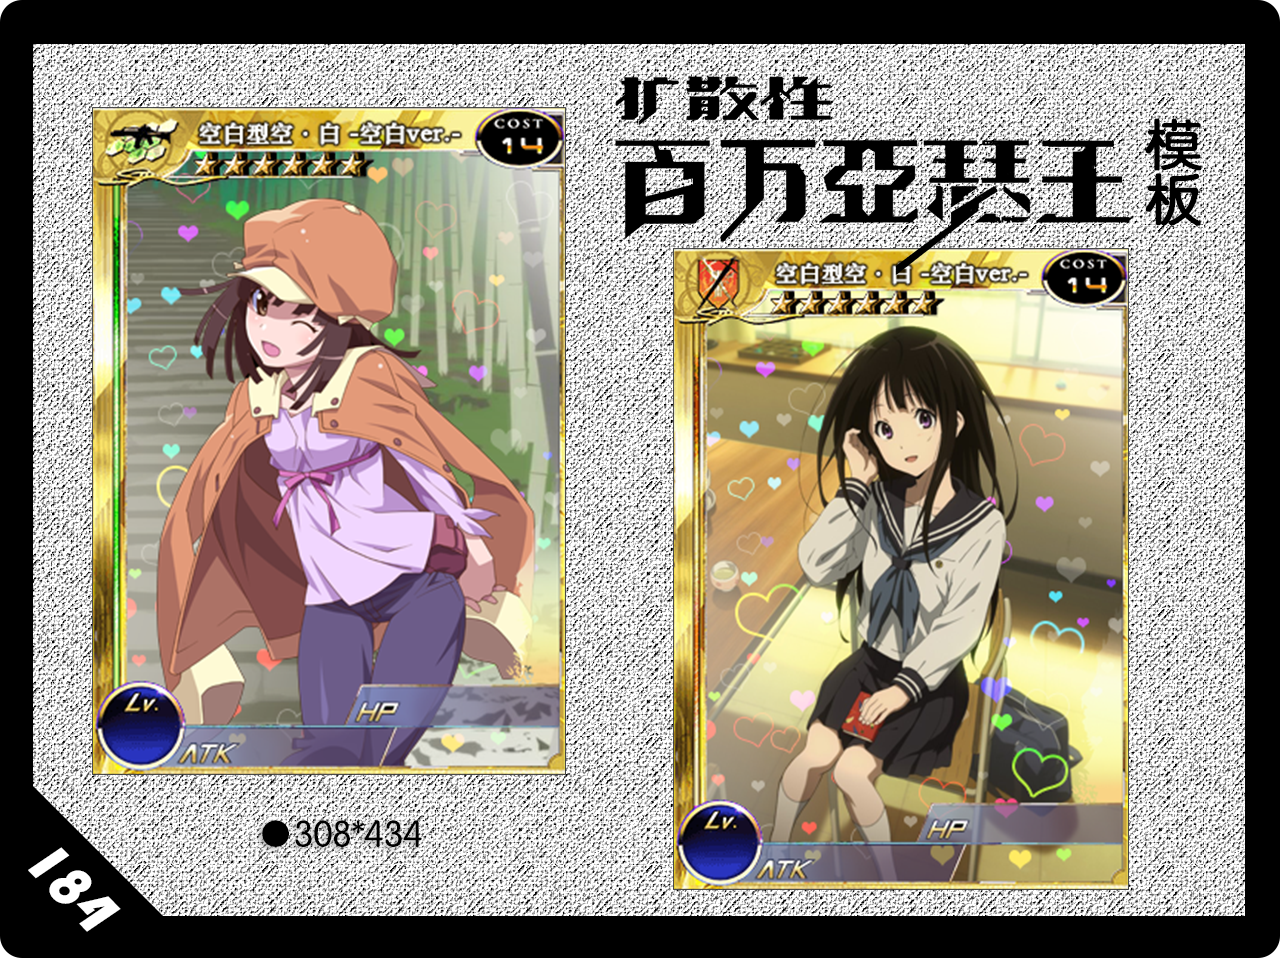 扩散性
百万亞瑟王
模板
空白型空・白 -空白ver.-
COST
14
Lv.
HP
ATK
空白型空・白 -空白ver.-
COST
14
Lv.
HP
ATK
●308*434
184